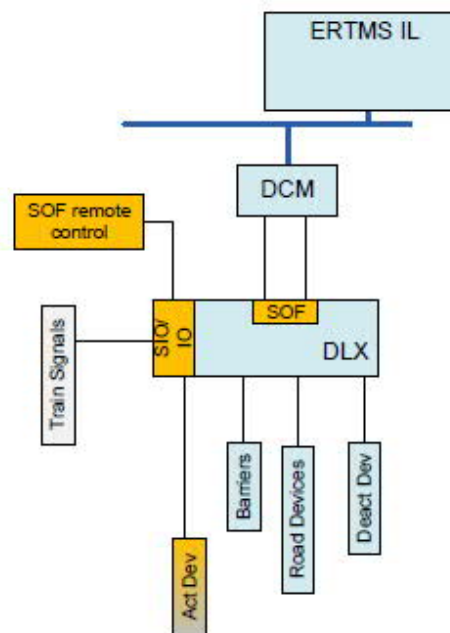 ERTMS IL
DCM
SOF remote
control
SOF
SIO/
IO
DLX
Train Signals
Barriers
Road Devices
Deact Dev
Act Dev